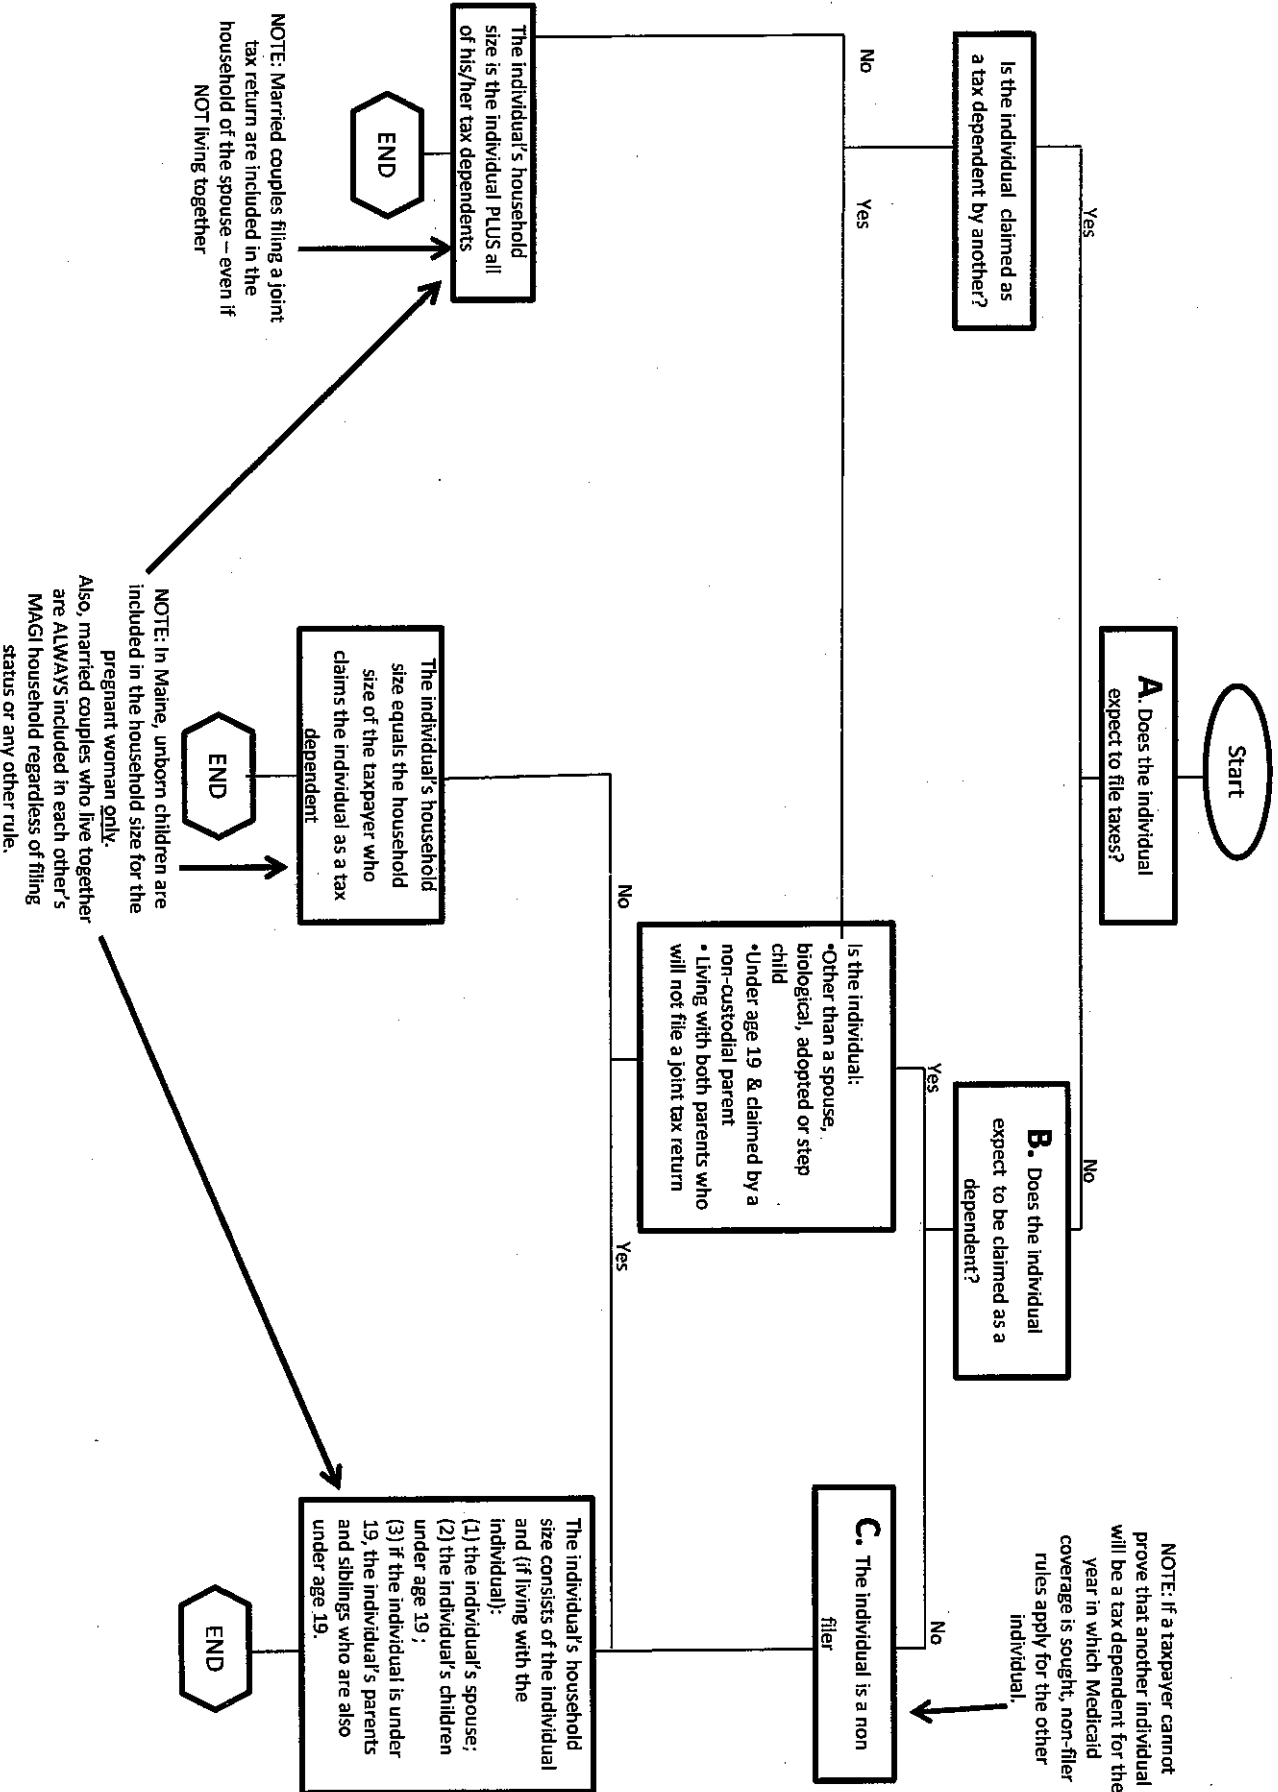 Start
A. Does the individual
expect to file taxes?
Yes
No
Is the individual claimed as
a tax dependent by another?
B. Does the individual
expect to be claimed as a
dependent?
NOTE: If a taxpayer cannot
prove that another individual
will be a tax dependent for the
year in which Medicaid
coverage is sought, non-filer
rules apply for the other
individual.
No
Yes
Yes
No
Is the individual:
•Other than a spouse,
biological, adopted or step
child
•Under age 19 & claimed by a
non-custodial parent
• Living with both parents who
will not file a joint tax return
C. The individual is a non
filer
No
Yes
The individual's household
size is the individual PLUS all
of his/her tax dependents
END
NOTE: Married couples filing a joint
tax return are included in the
household of the spouse – even if
NOT living together
The individual's household
size equals the household
size of the taxpayer who
claims the individual as a tax
dependent
END
The individual's household
size consists of the individual
and (if living with the
individual):
(1) the individual's spouse;
(2) the individual's children
under age 19 ;
(3) if the individual is under
19, the individual's parents
and siblings who are also
under age 19.
END
NOTE: In Maine, unborn children are
included in the household size for the
pregnant woman only.
Also, married couples who live together
are ALWAYS included in each other's
MAGI household regardless of filing
status or any other rule.